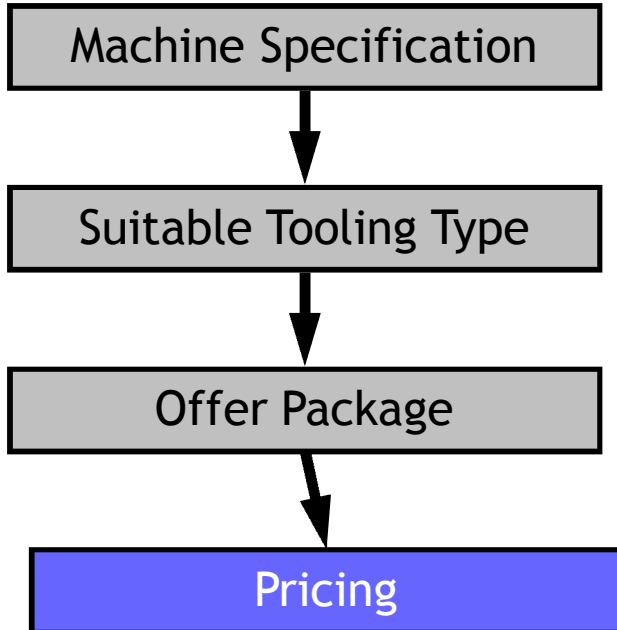 Machine Specification
Suitable Tooling Type
Offer Package
Pricing